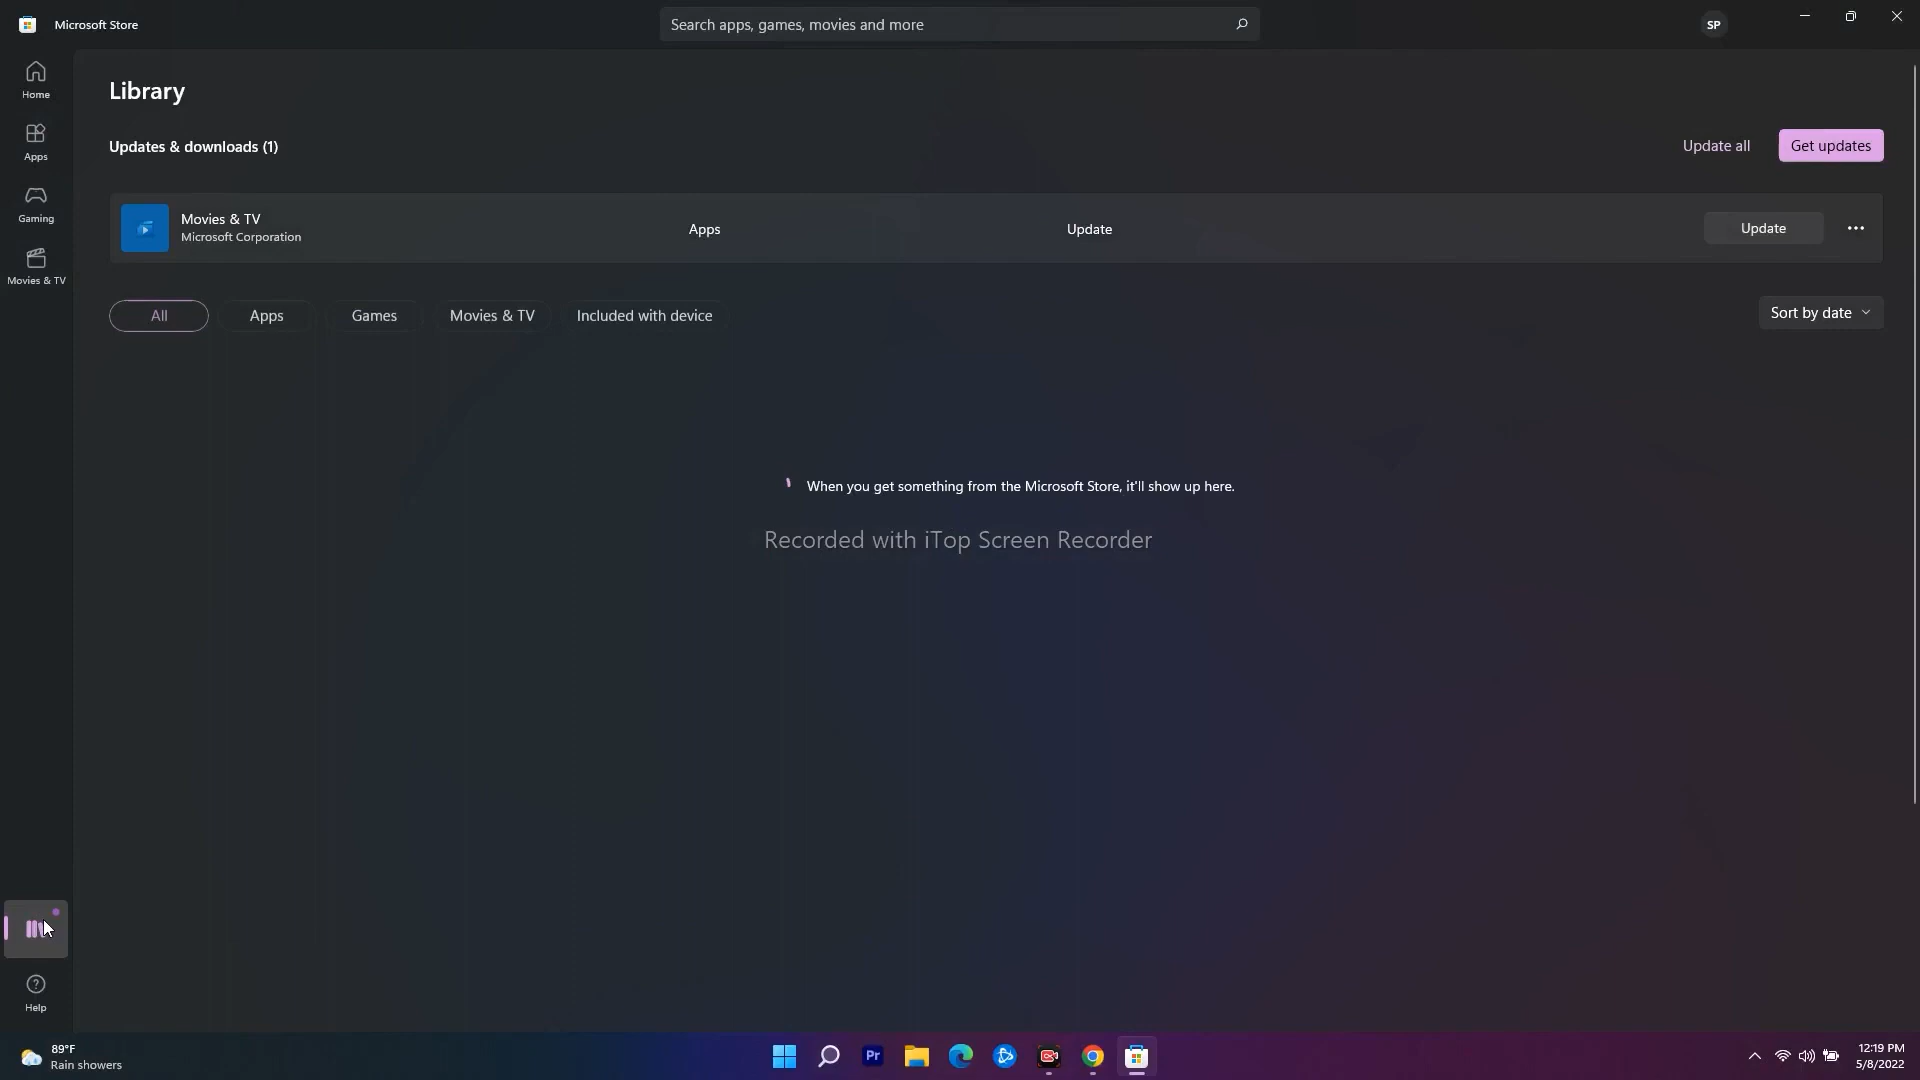 Microsoft Store
Search apps, games, movies and more
SP
Home
Apps
Gaming
Movies & TV
Library
Updates & downloads (1)
Update all
Get updates
Movies & TV
Microsoft Corporation
Apps
Update
Update
All
Apps
Games
Movies & TV
Included with device
Sort by date
When you get something from the Microsoft Store, it'll show up here.
Recorded with iTop Screen Recorder
Help
89°F
Rain showers
Pr
12:19 PM
5/8/2022